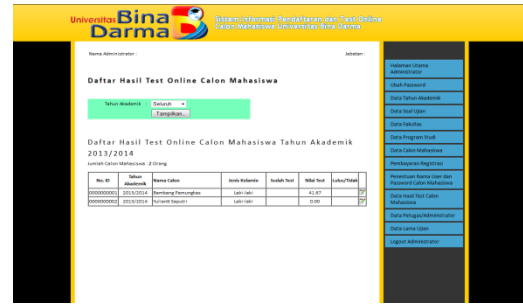 Universitas Bina
Darma
Sistem Informasi Pendaftaran dan Test Online
Calon Mahasiswa Universitas Bina Darma
Nama Administrator :
Jabatan :
Daftar Hasil Test Online Calon Mahasiswa
Tahun Akademik : Seluruh
Tampilkan..
Daftar Hasil Test Online Calon Mahasiswa Tahun Akademik
2013/2014
Jumlah Calon Mahasiswa : 2 Orang
No. ID Tahun Akademik Nama Calon Jenis Kelamin Sudah Test Nilai Test Lulus/Tidak
0000000001 2013/2014 Bambang Pamungkas Laki-laki 41.67
0000000002 2013/2014 Yulianti Saputri Laki-laki 0.00
Halaman Utama
Administrator
Ubah Password
Data Tahun Akademik
Data Soal Ujian
Data Fakultas
Data Program Studi
Data Calon Mahasiswa
Pembayaran Registrasi
Penentuan Nama User dan
Password Calon Mahasiswa
Data Hasil Test Calon
Mahasiswa
Data Petugas/Administrator
Data Lama Ujian
Logout Administrator